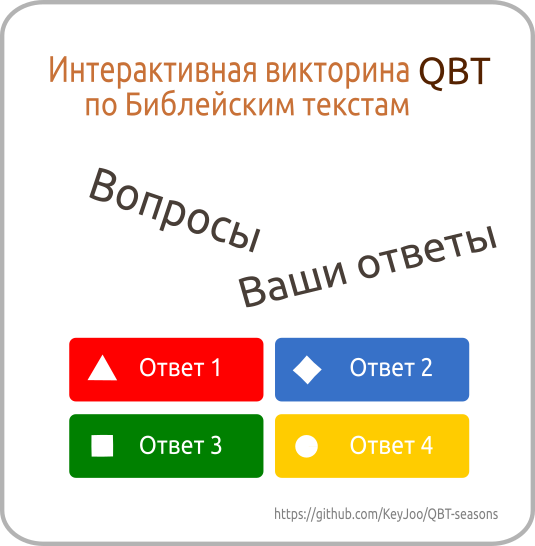 Интерактивная викторина QBT
по Библейским текстам
Вопросы
Ваши ответы
Ответ 1
Ответ 2
Ответ 3
Ответ 4
https://github.com/KeyJoo/QBT-seasons